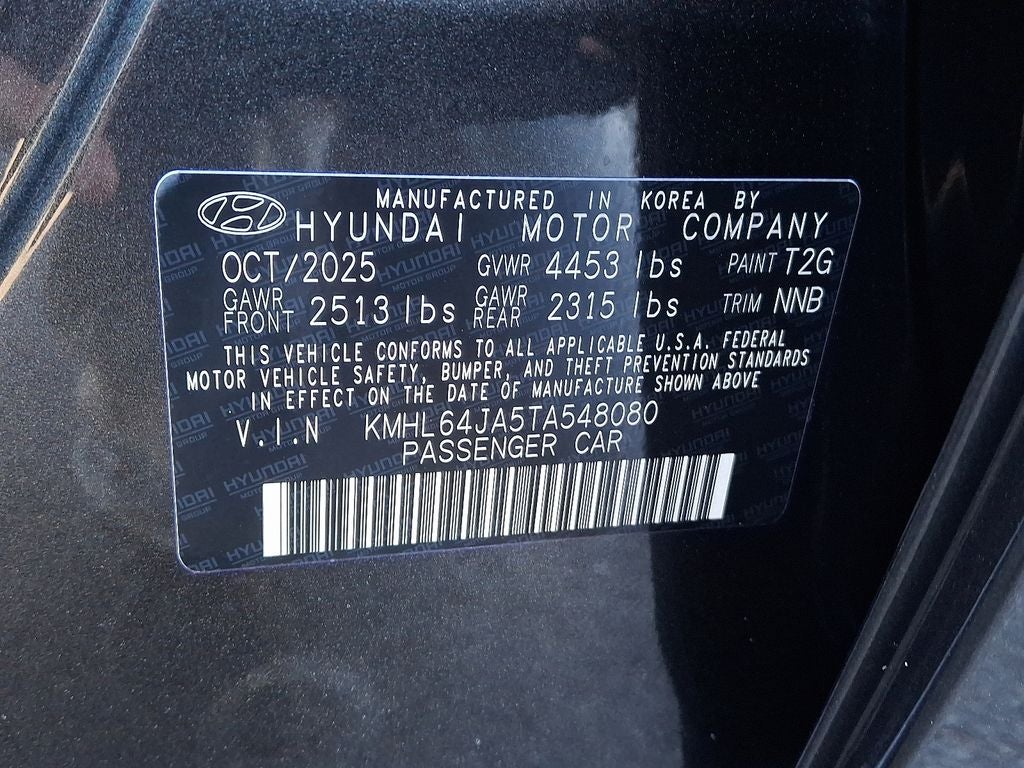 MANUFACTURED IN KOREA BY
HYUNDAI MOTOR COMPANY
OCT/2025 GVWR 4453 lbs PAINT T2G
GAWR FRONT 2513 lbs GAWR REAR 2315 lbs TRIM NNB
THIS VEHICLE CONFORMS TO ALL APPLICABLE U.S.A. FEDERAL
MOTOR VEHICLE SAFETY, BUMPER, AND THEFT PREVENTION STANDARDS
IN EFFECT ON THE DATE OF MANUFACTURE SHOWN ABOVE
V.I.N KMHL64JA5TA548080
PASSENGER CAR